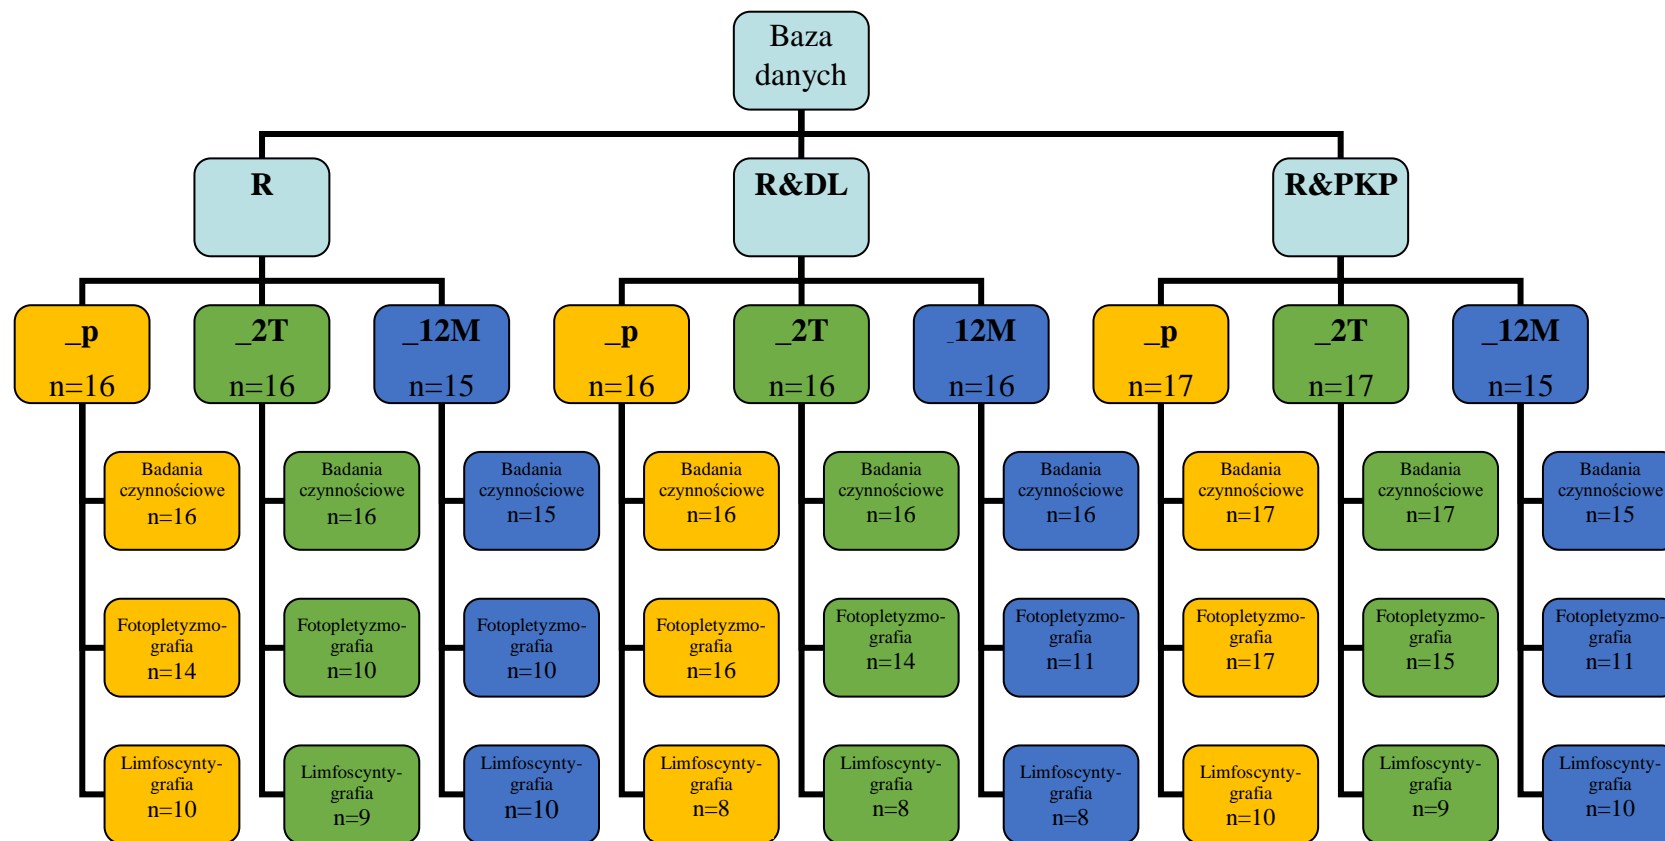 Baza
danych
R
R&DL
R&PKP
_p
n=16
_2T
n=16
_12M
n=15
_p
n=16
_2T
n=16
_12M
n=16
_p
n=17
_2T
n=17
_12M
n=15
Badania
czynnościowe
n=16
Badania
czynnościowe
n=16
Badania
czynnościowe
n=15
Badania
czynnościowe
n=16
Badania
czynnościowe
n=16
Badania
czynnościowe
n=16
Badania
czynnościowe
n=17
Badania
czynnościowe
n=17
Badania
czynnościowe
n=15
Fotopletyzmo-
grafia
n=14
Fotopletyzmo-
grafia
n=10
Fotopletyzmo-
grafia
n=10
Fotopletyzmo-
grafia
n=16
Fotopletyzmo-
grafia
n=14
Fotopletyzmo-
grafia
n=11
Fotopletyzmo-
grafia
n=17
Fotopletyzmo-
grafia
n=15
Fotopletyzmo-
grafia
n=11
Limfoscynty-
grafia
n=10
Limfoscynty-
grafia
n=9
Limfoscynty-
grafia
n=10
Limfoscynty-
grafia
n=8
Limfoscynty-
grafia
n=8
Limfoscynty-
grafia
n=8
Limfoscynty-
grafia
n=10
Limfoscynty-
grafia
n=9
Limfoscynty-
grafia
n=10